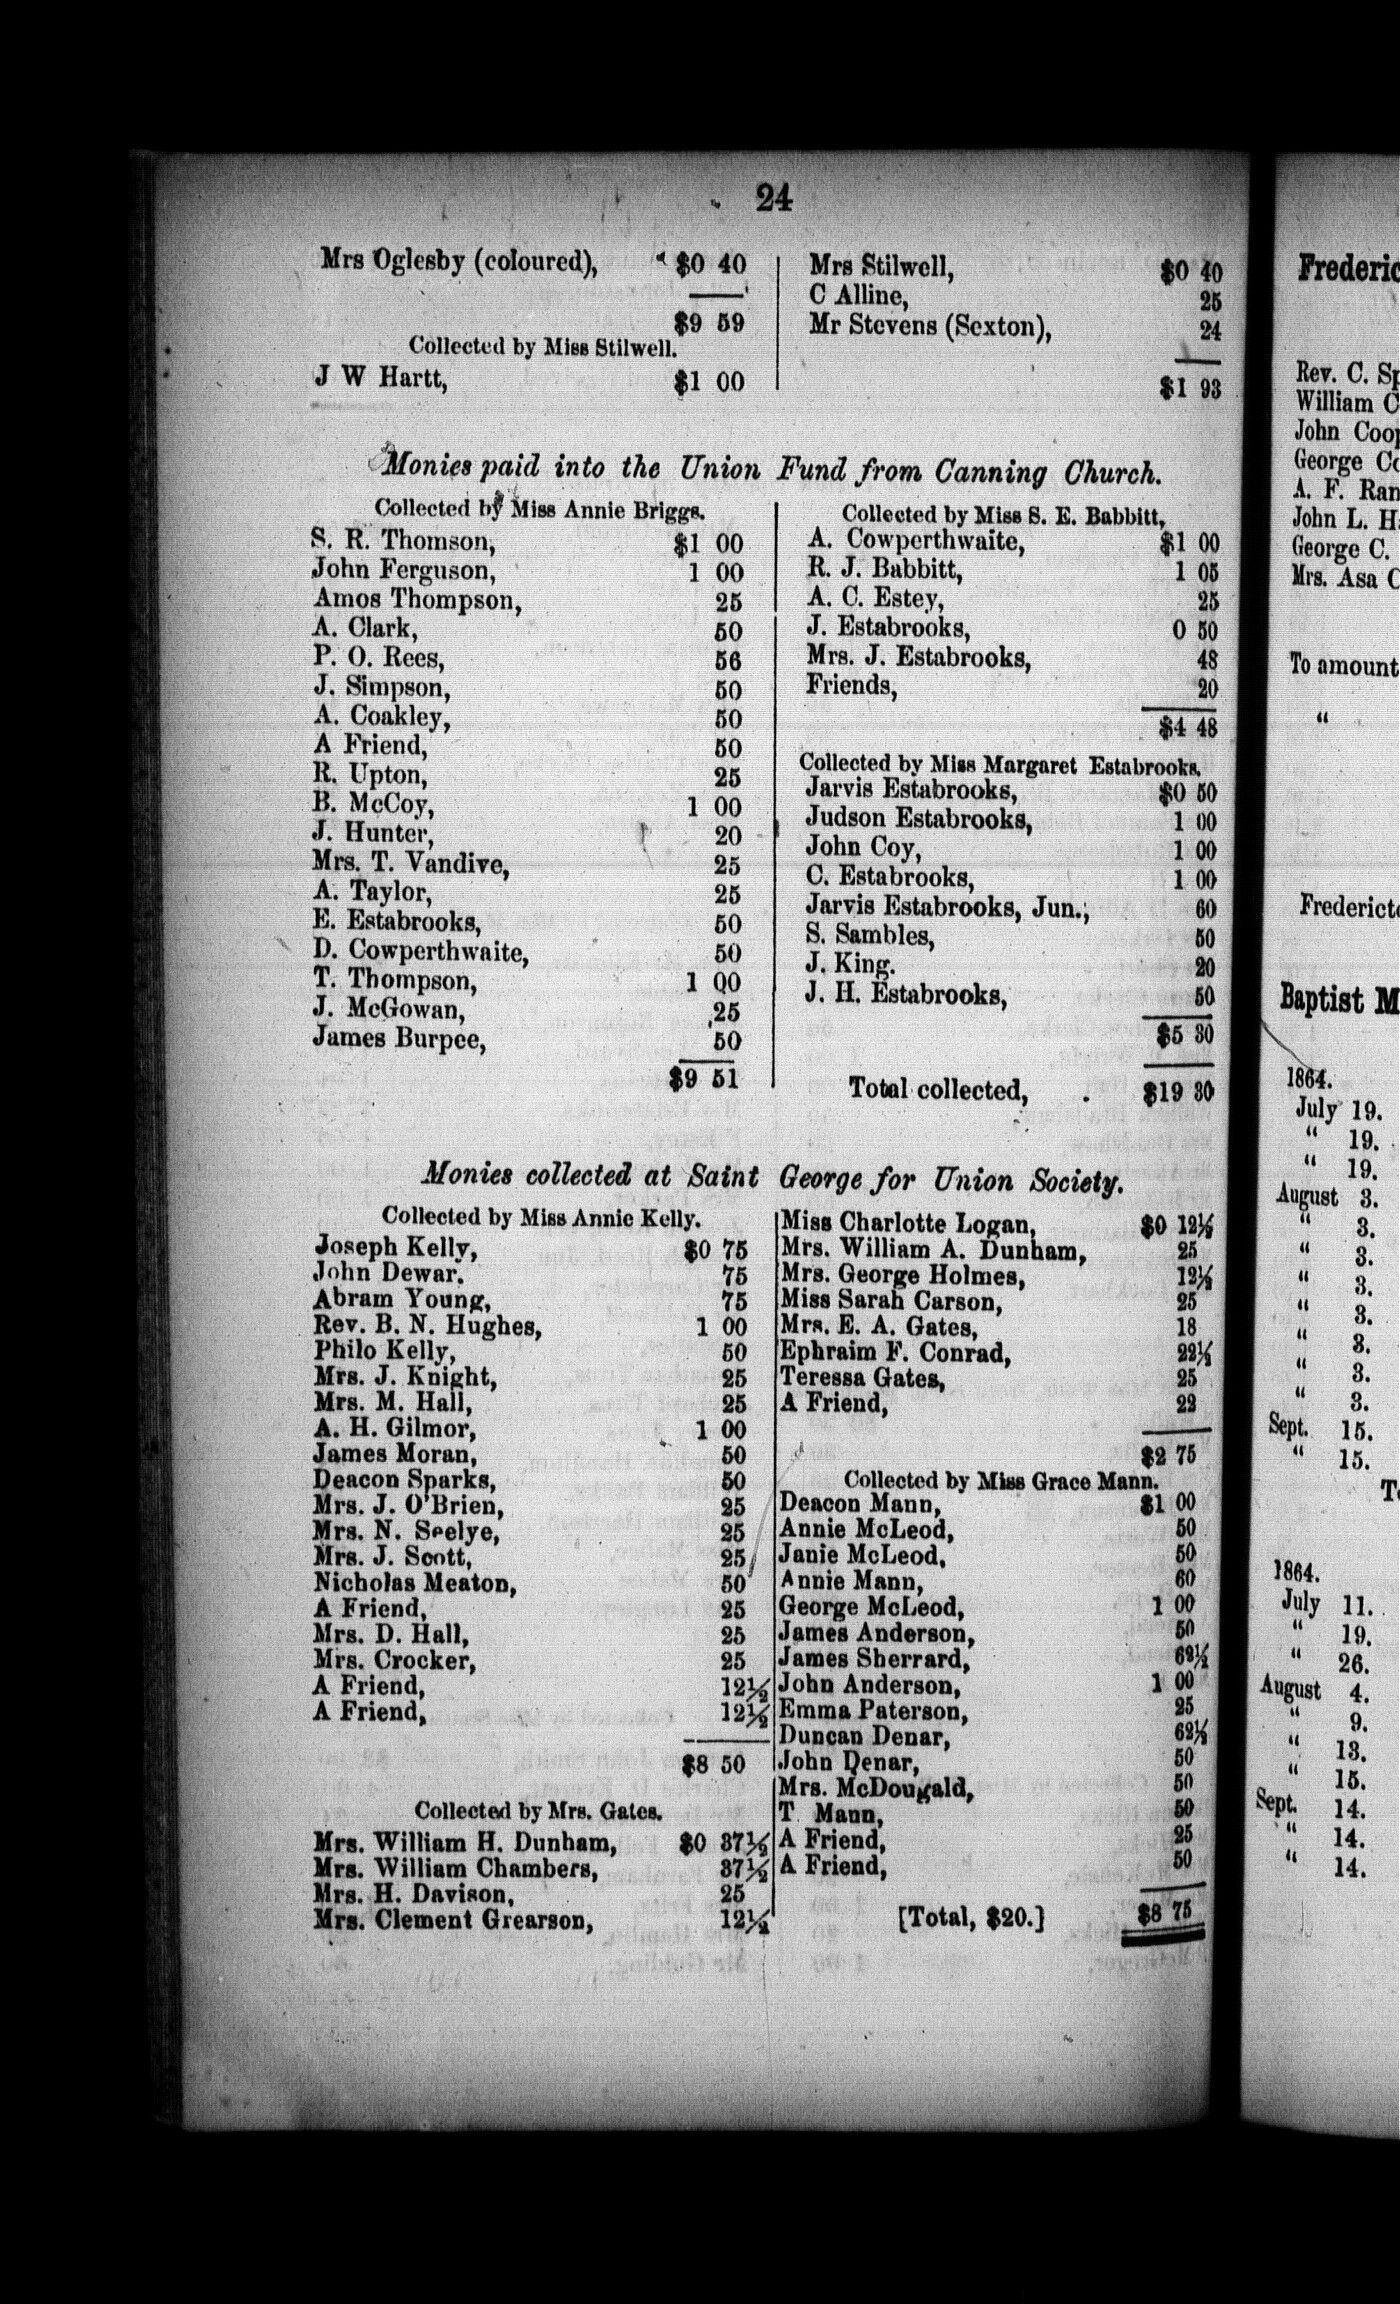 24
Mrs Oglesby (coloured), $0 40
$9 59
Collected by Miss Stilwell.
J W Hartt, $1 00
Mrs Stilwell, $0 40
C Alline, 25
Mr Stevens (Sexton), 24
$1 93
Monies paid into the Union Fund from Canning Church.
Collected by Miss Annie Briggs.
S. R. Thomson, $1 00
John Ferguson, 1 00
Amos Thompson, 25
A. Clark, 50
P. O. Rees, 56
J. Simpson, 50
A. Coakley, 50
A Friend, 50
R. Upton, 25
B. McCoy, 1 00
J. Hunter, 20
Mrs. T. Vandive, 25
A. Taylor, 25
E. Estabrooks, 50
D. Cowperthwaite, 50
T. Thompson, 1 00
J. McGowan, 25
James Burpee, 50
$9 51
Collected by Miss S. E. Babbitt,
A. Cowperthwaite, $1 00
R. J. Babbitt, 1 05
A. C. Estey, 25
J. Estabrooks, 0 50
Mrs. J. Estabrooks, 48
Friends, 20
$4 48
Collected by Miss Margaret Estabrooks.
Jarvis Estabrooks, $0 50
Judson Estabrooks, 1 00
John Coy, 1 00
C. Estabrooks, 1 00
Jarvis Estabrooks, Jun., 60
S. Sambles, 50
J. King. 20
J. H. Estabrooks, 50
$5 30
Total collected, . $19 30
Monies collected at Saint George for Union Society.
Collected by Miss Annie Kelly.
Joseph Kelly, $0 75
John Dewar. 75
Abram Young, 75
Rev. B. N. Hughes, 1 00
Philo Kelly, 50
Mrs. J. Knight, 25
Mrs. M. Hall, 25
A. H. Gilmor, 1 00
James Moran, 50
Deacon Sparks, 50
Mrs. J. O'Brien, 25
Mrs. N. Seelye, 25
Mrs. J. Scott, 25
Nicholas Meaton, 50
A Friend, 25
Mrs. D. Hall, 25
Mrs. Crocker, 25
A Friend, 12½
A Friend, 12½
$8 50
Collected by Mrs. Gates.
Mrs. William H. Dunham, $0 37½
Mrs. William Chambers, 37½
Mrs. H. Davison, 25
Mrs. Clement Grearson, 12½
Miss Charlotte Logan, $0 12½
Mrs. William A. Dunham, 25
Mrs. George Holmes, 12½
Miss Sarah Carson, 25
Mrs. E. A. Gates, 18
Ephraim F. Conrad, 22½
Teressa Gates, 25
A Friend, 22
$2 75
Collected by Miss Grace Mann.
Deacon Mann, $1 00
Annie McLeod, 50
Janie McLeod, 50
Annie Mann, 60
George McLeod, 1 00
James Anderson, 50
James Sherrard, 62½
John Anderson, 1 00
Emma Paterson, 25
Duncan Denar, 62½
John Denar, 50
Mrs. McDougald, 50
T Mann, 50
A Friend, 25
A Friend, 50
[Total, $20.] $8 75
Frederic
Rev. C. Sp
William C
John Coop
George Co
A. F. Ran
John L. H
George C.
Mrs. Asa C
To amount
“
Fredericto
Baptist M
1864.
July 19.
“ 19.
“ 19.
August 3.
“ 3.
“ 3.
“ 3.
“ 3.
“ 3.
“ 3.
“ 3.
Sept. 15.
“ 15.
T
1864.
July 11.
“ 19.
“ 26.
August 4.
“ 9.
“ 13.
“ 15.
Sept. 14.
“ 14.
“ 14.